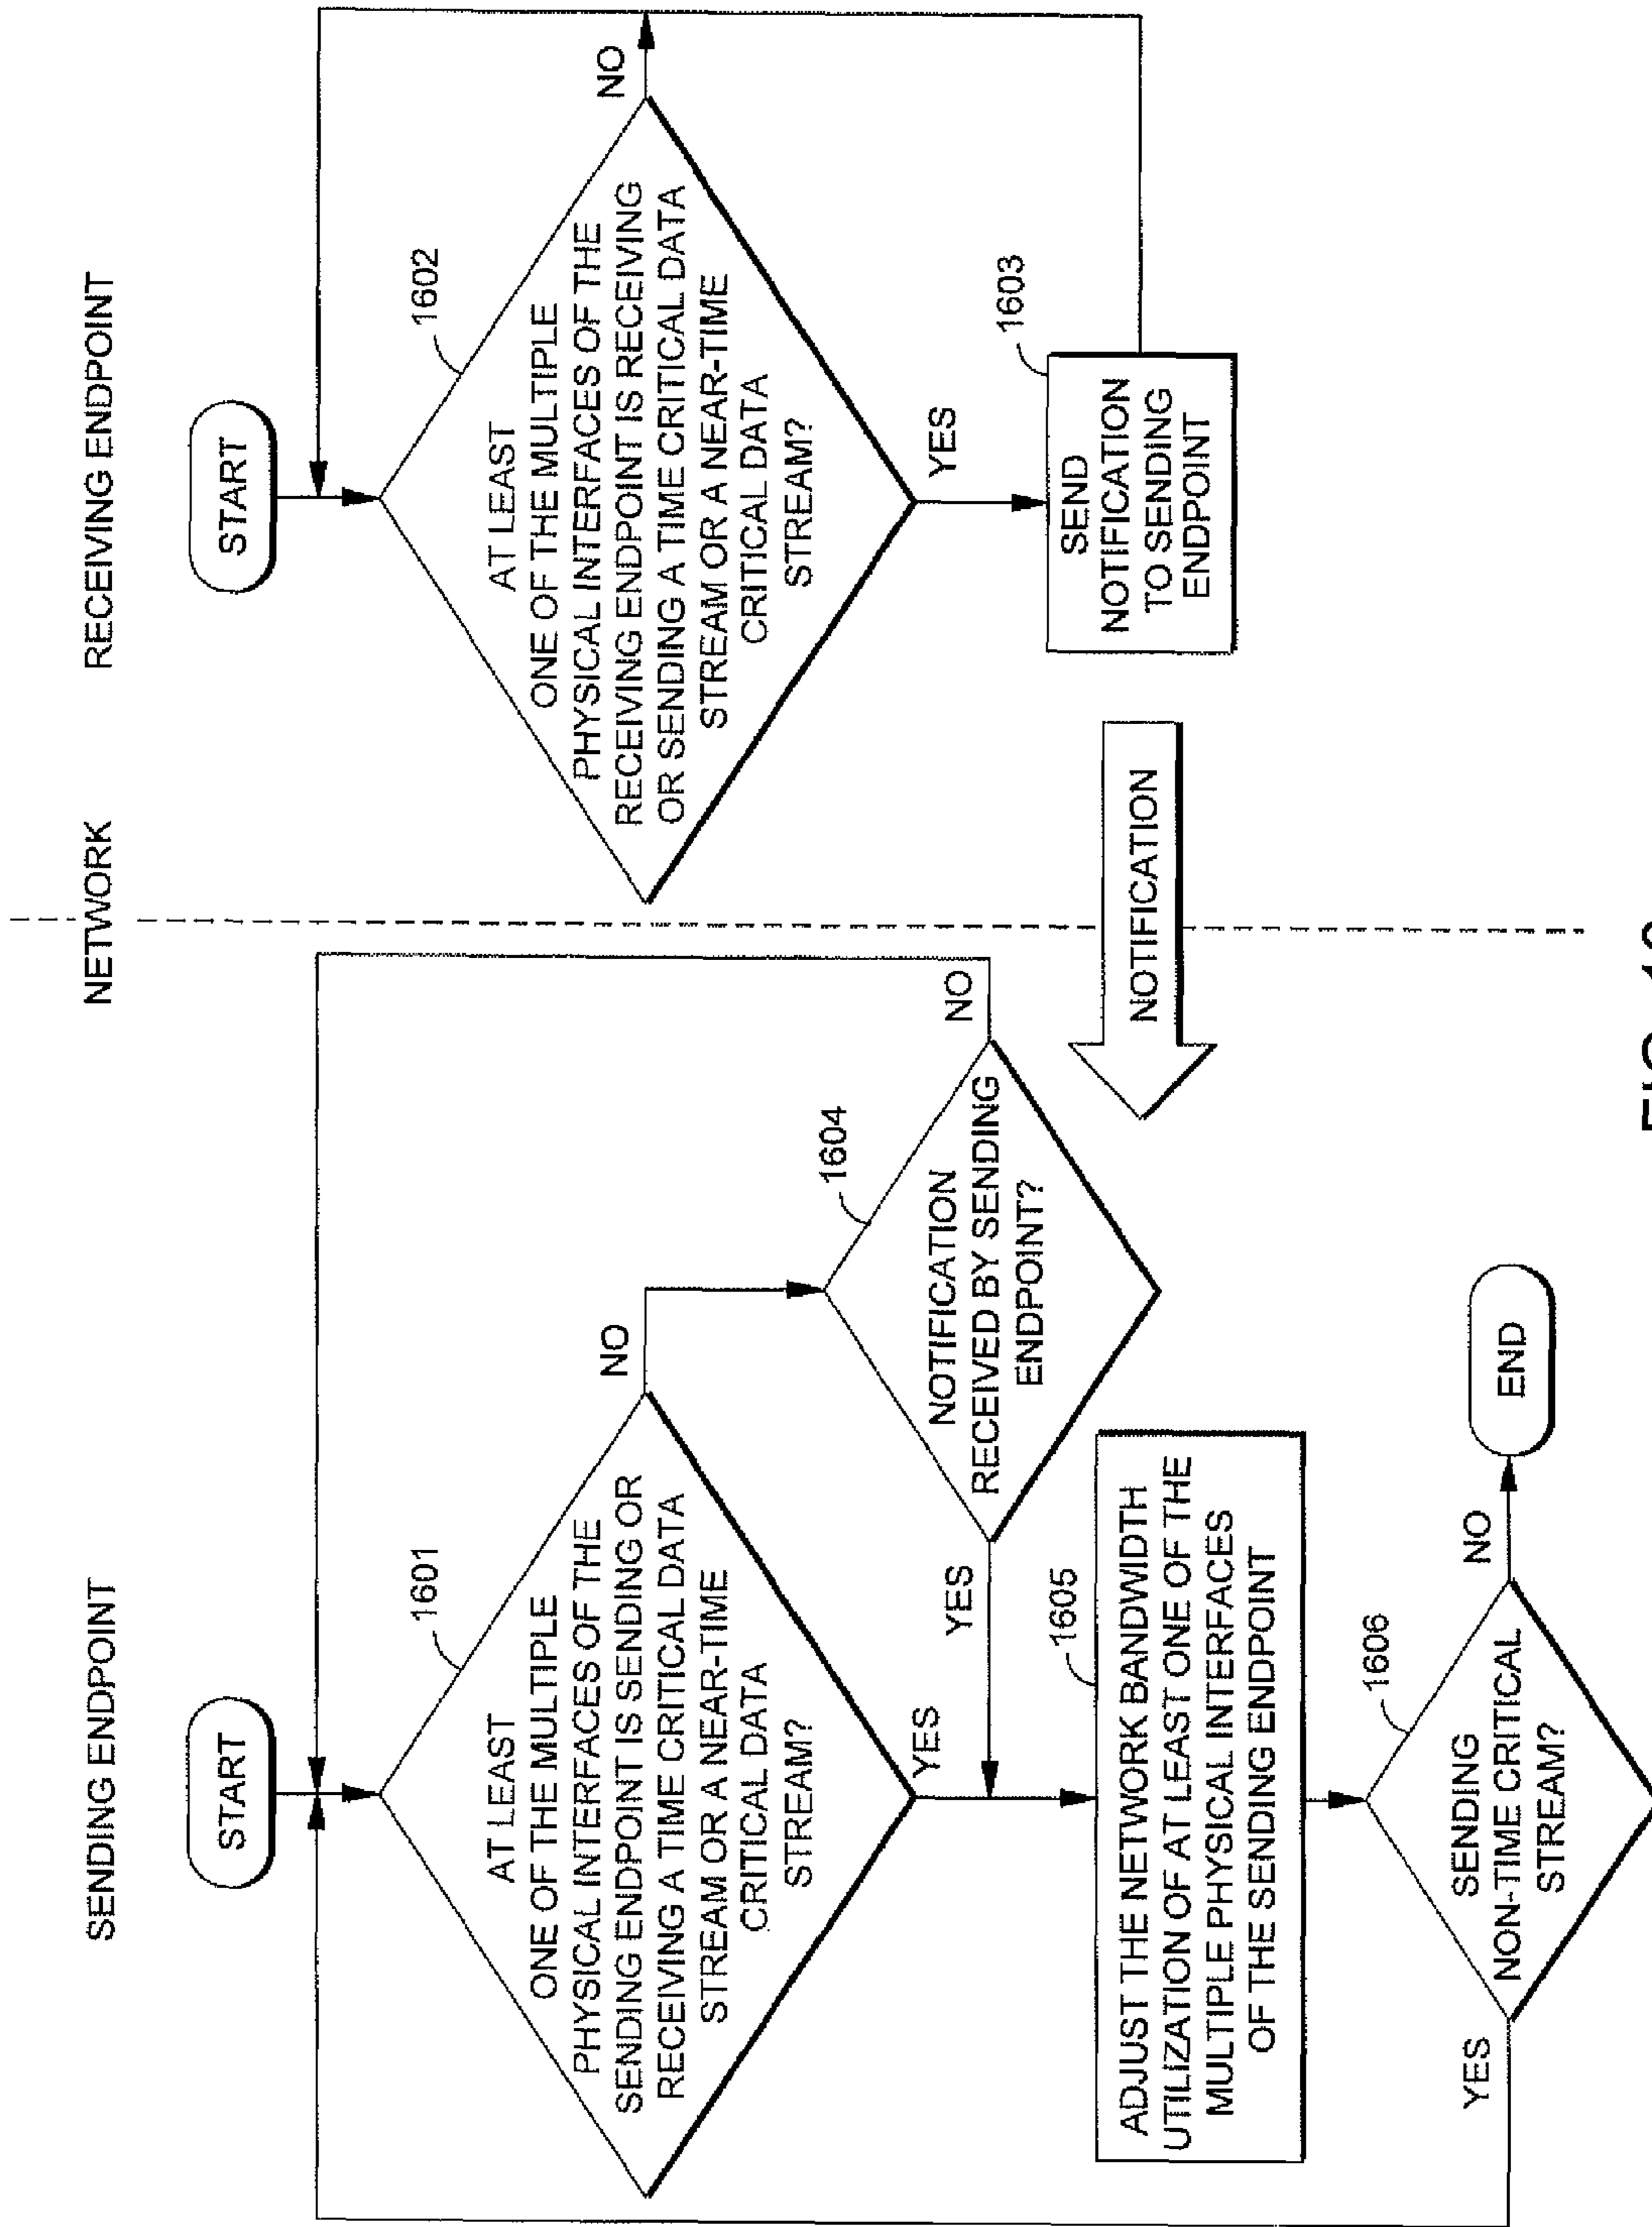 SENDING ENDPOINT
NETWORK
RECEIVING ENDPOINT
START
1601
AT LEAST
ONE OF THE MULTIPLE
PHYSICAL INTERFACES OF THE
SENDING ENDPOINT IS SENDING OR
RECEIVING A TIME CRITICAL DATA
STREAM OR A NEAR-TIME
CRITICAL DATA
STREAM?
NO
YES
1604
NOTIFICATION
RECEIVED BY SENDING
ENDPOINT?
NO
YES
1605
ADJUST THE NETWORK BANDWIDTH
UTILIZATION OF AT LEAST ONE OF THE
MULTIPLE PHYSICAL INTERFACES
OF THE SENDING ENDPOINT
1606
SENDING
NON-TIME CRITICAL
STREAM?
YES
NO
END
START
1602
AT LEAST
ONE OF THE MULTIPLE
PHYSICAL INTERFACES OF THE
RECEIVING ENDPOINT IS RECEIVING
OR SENDING A TIME CRITICAL DATA
STREAM OR A NEAR-TIME
CRITICAL DATA
STREAM?
NO
YES
1603
SEND
NOTIFICATION
TO SENDING
ENDPOINT
NOTIFICATION